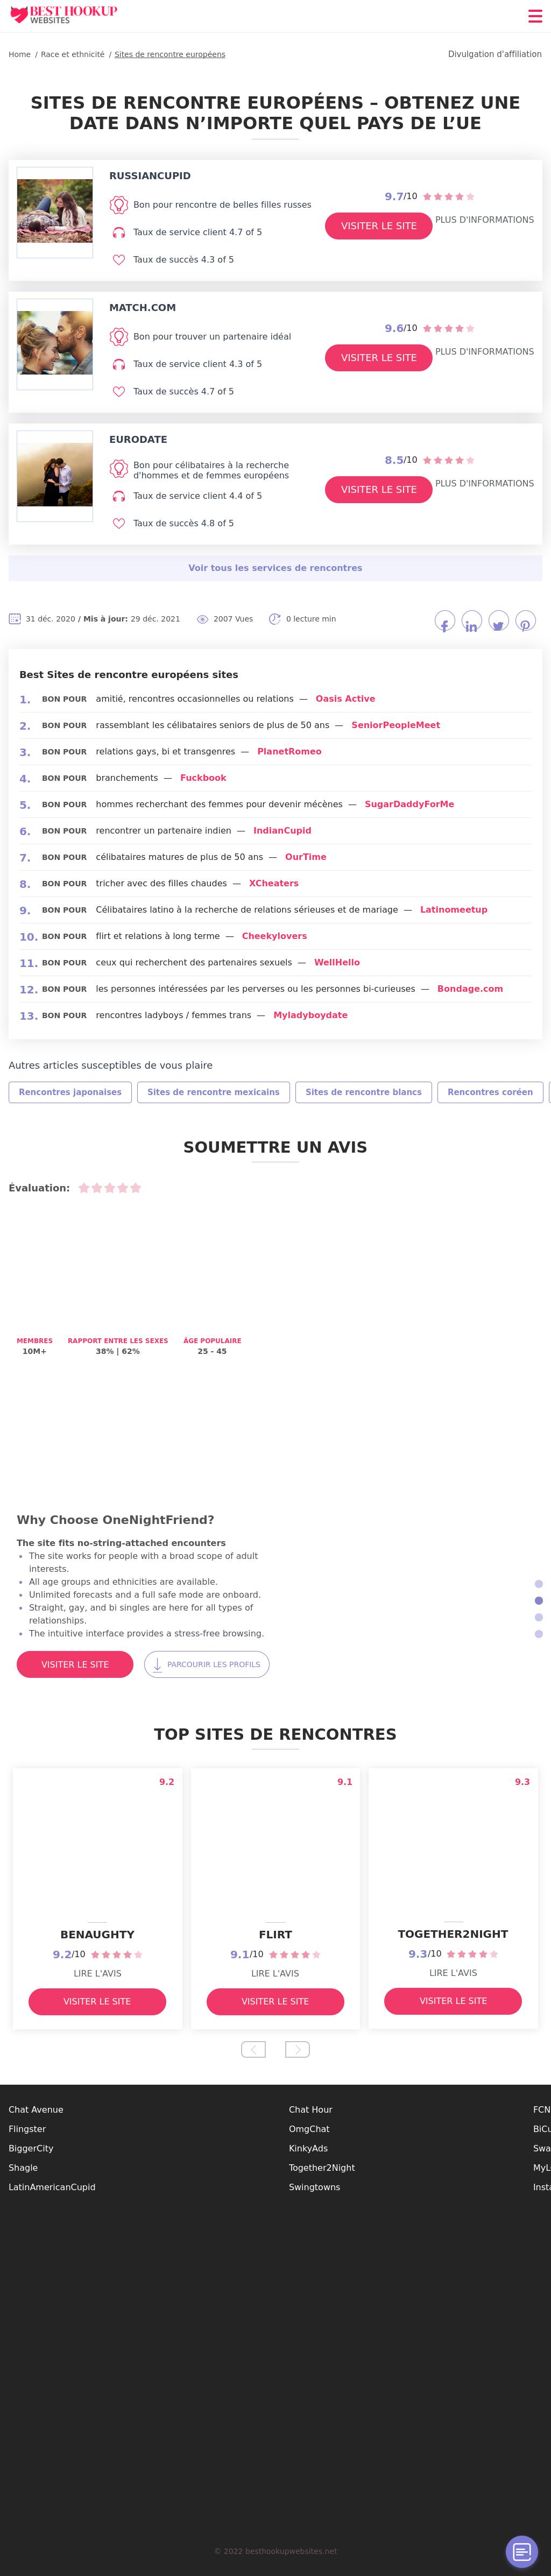 BEST HOOKUP
WEBSITES
Home / Race et ethnicité / Sites de rencontre européens
Divulgation d'affiliation
SITES DE RENCONTRE EUROPÉENS – OBTENEZ UNE
DATE DANS N'IMPORTE QUEL PAYS DE L'UE
RUSSIANCUPID
Bon pour rencontre de belles filles russes
Taux de service client 4.7 of 5
Taux de succès 4.3 of 5
9.7/10
VISITER LE SITE
PLUS D'INFORMATIONS
MATCH.COM
Bon pour trouver un partenaire idéal
Taux de service client 4.3 of 5
Taux de succès 4.7 of 5
9.6/10
VISITER LE SITE
PLUS D'INFORMATIONS
EURODATE
Bon pour célibataires à la recherche
d'hommes et de femmes européens
Taux de service client 4.4 of 5
Taux de succès 4.8 of 5
8.5/10
VISITER LE SITE
PLUS D'INFORMATIONS
Voir tous les services de rencontres
31 déc. 2020 / Mis à jour: 29 déc. 2021
2007 Vues
0 lecture min
Best Sites de rencontre européens sites
1. BON POUR amitié, rencontres occasionnelles ou relations — Oasis Active
2. BON POUR rassemblant les célibataires seniors de plus de 50 ans — SeniorPeopleMeet
3. BON POUR relations gays, bi et transgenres — PlanetRomeo
4. BON POUR branchements — Fuckbook
5. BON POUR hommes recherchant des femmes pour devenir mécènes — SugarDaddyForMe
6. BON POUR rencontrer un partenaire indien — IndianCupid
7. BON POUR célibataires matures de plus de 50 ans — OurTime
8. BON POUR tricher avec des filles chaudes — XCheaters
9. BON POUR Célibataires latino à la recherche de relations sérieuses et de mariage — Latinomeetup
10. BON POUR flirt et relations à long terme — Cheekylovers
11. BON POUR ceux qui recherchent des partenaires sexuels — WellHello
12. BON POUR les personnes intéressées par les perverses ou les personnes bi-curieuses — Bondage.com
13. BON POUR rencontres ladyboys / femmes trans — Myladyboydate
Autres articles susceptibles de vous plaire
Rencontres japonaises
Sites de rencontre mexicains
Sites de rencontre blancs
Rencontres coréen
SOUMETTRE UN AVIS
Évaluation:
MEMBRES
10M+
RAPPORT ENTRE LES SEXES
38% | 62%
ÂGE POPULAIRE
25 - 45
Why Choose OneNightFriend?
The site fits no-string-attached encounters
• The site works for people with a broad scope of adult
interests.
• All age groups and ethnicities are available.
• Unlimited forecasts and a full safe mode are onboard.
• Straight, gay, and bi singles are here for all types of
relationships.
• The intuitive interface provides a stress-free browsing.
VISITER LE SITE
PARCOURIR LES PROFILS
TOP SITES DE RENCONTRES
9.2
BENAUGHTY
9.2/10
LIRE L'AVIS
VISITER LE SITE
9.1
FLIRT
9.1/10
LIRE L'AVIS
VISITER LE SITE
9.3
TOGETHER2NIGHT
9.3/10
LIRE L'AVIS
VISITER LE SITE
Chat Avenue
Flingster
BiggerCity
Shagle
LatinAmericanCupid
Chat Hour
OmgChat
KinkyAds
Together2Night
Swingtowns
FCN
© 2022 besthookupwebsites.net